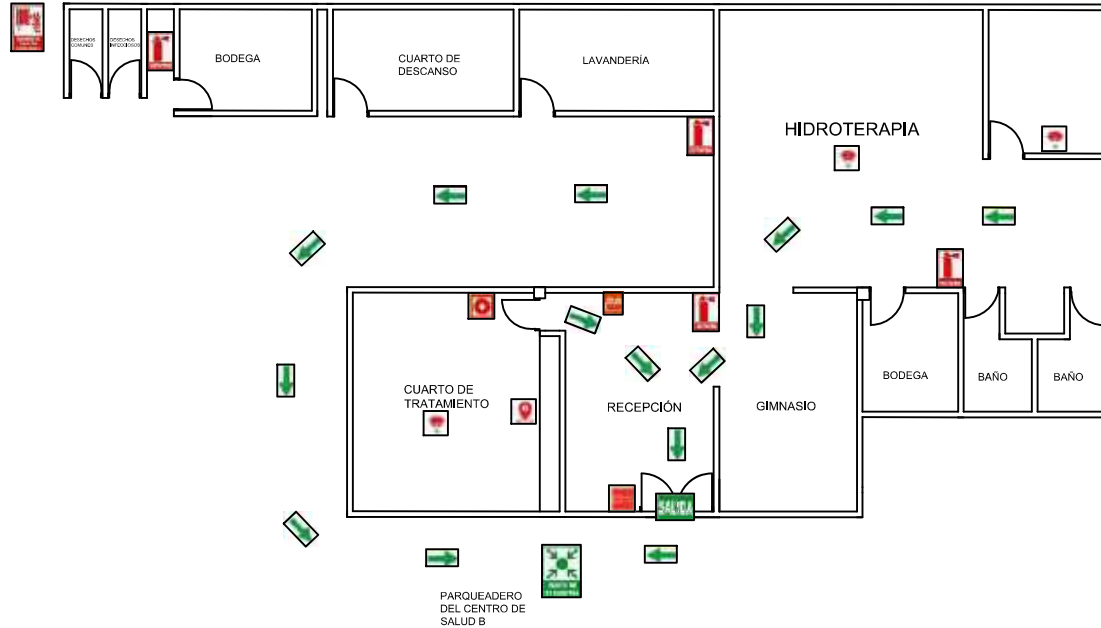 DESECHOS
COMUNES
DESECHOS
INFECCIOSOS
BODEGA
CUARTO DE
DESCANSO
LAVANDERÍA
HIDROTERAPIA
CUARTO DE
TRATAMIENTO
RECEPCIÓN
GIMNASIO
BODEGA
BAÑO
BAÑO
SALIDA
PARQUEADERO
DEL CENTRO DE
SALUD B